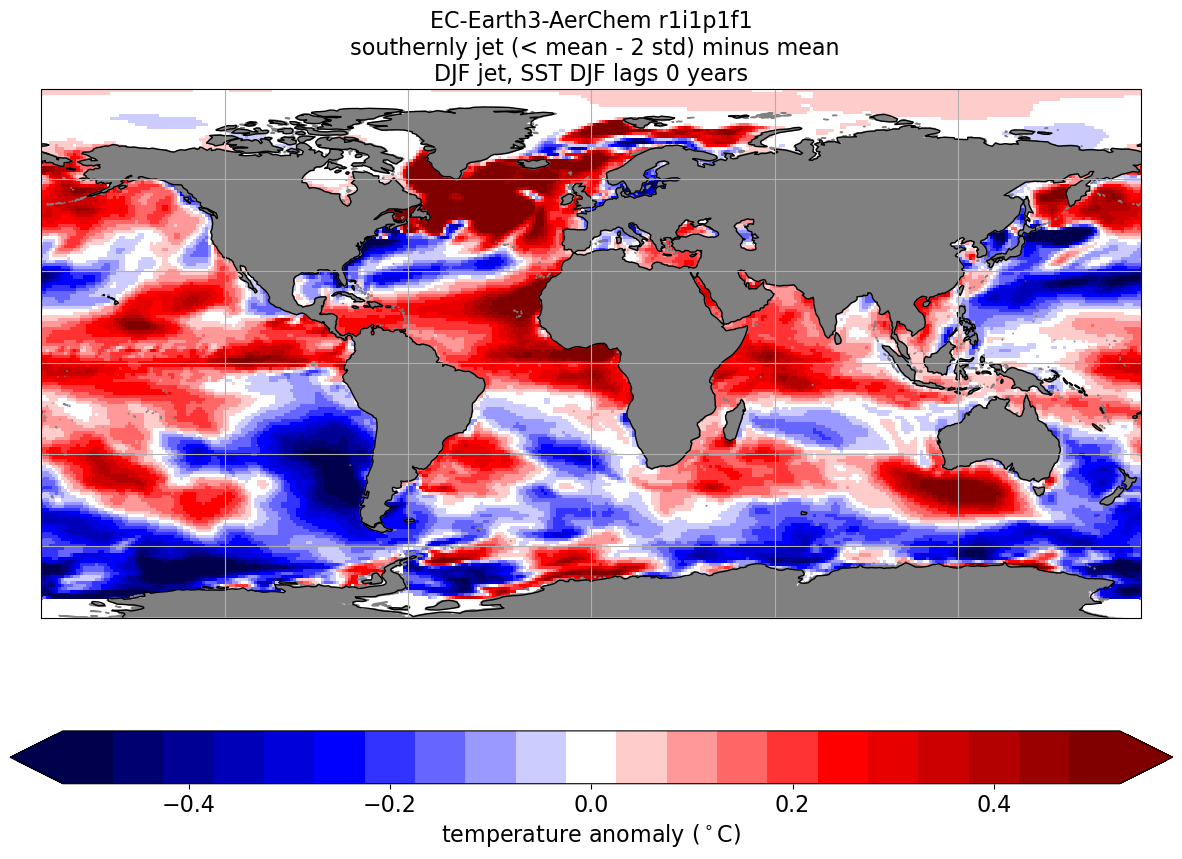 EC-Earth3-AerChem r1i1p1f1
southernly jet (< mean - 2 std) minus mean
DJF jet, SST DJF lags 0 years
−0.4 −0.2 0.0 0.2 0.4
temperature anomaly (°C)